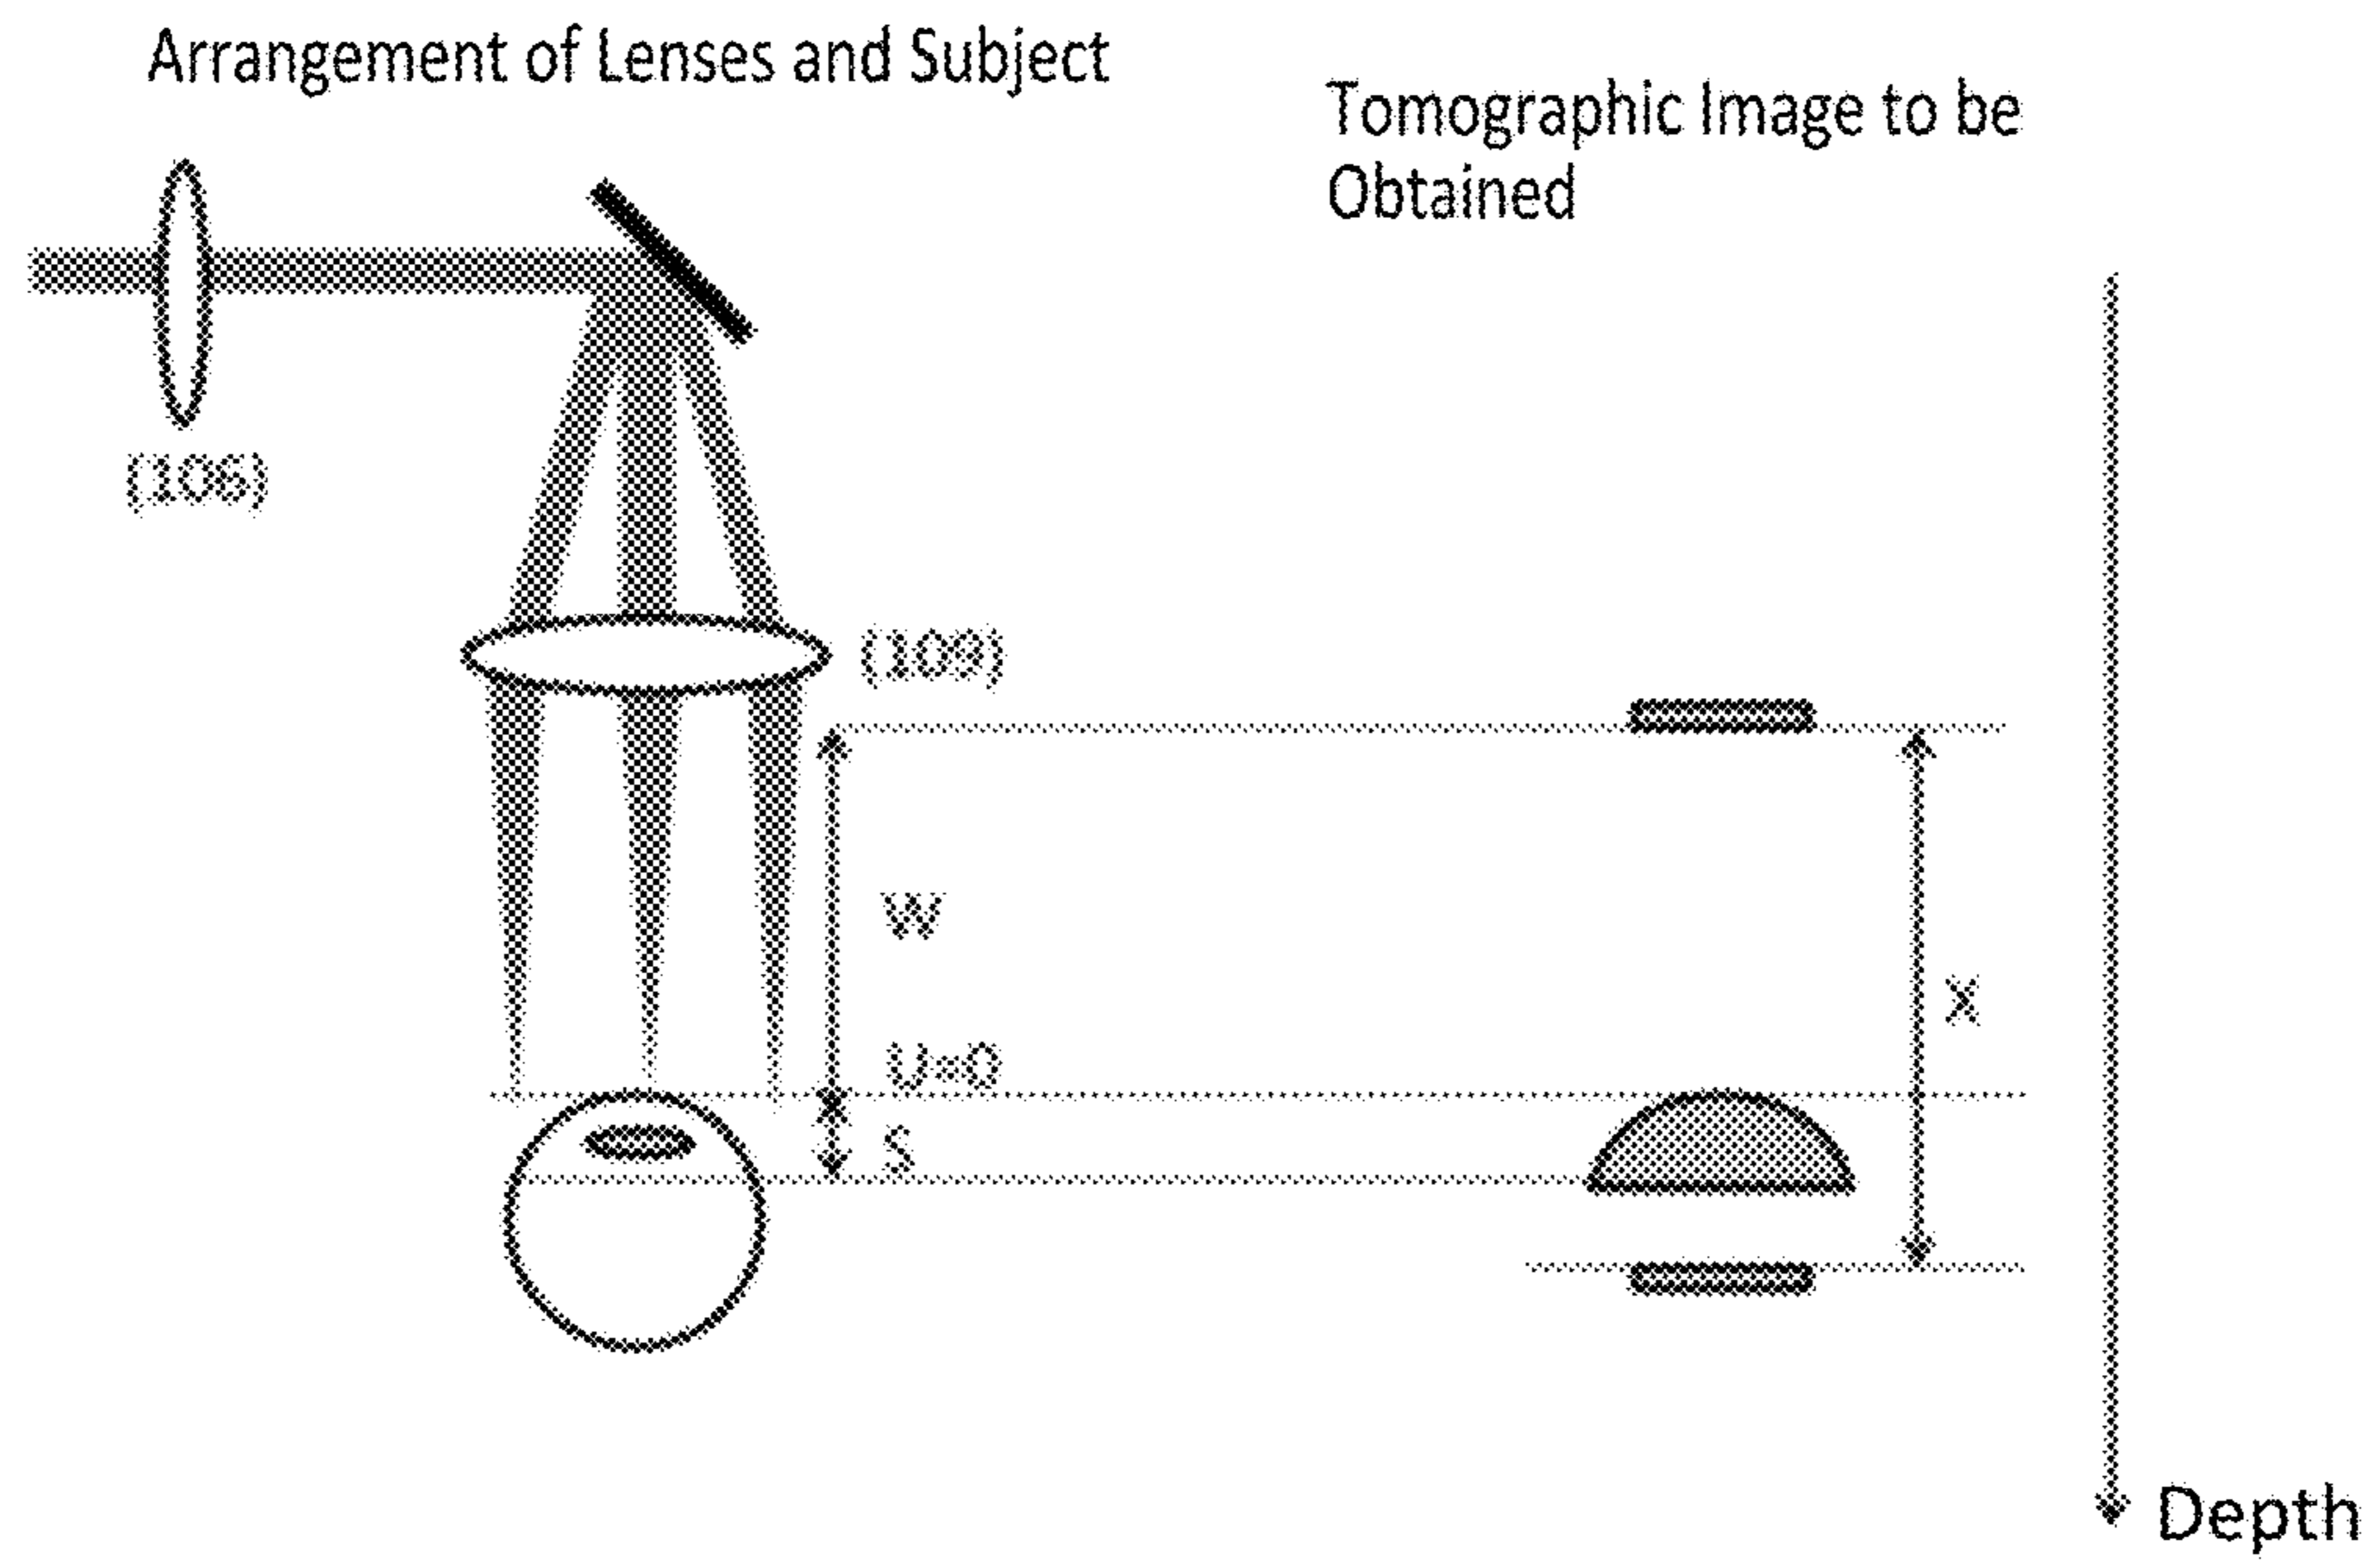 Arrangement of Lenses and Subject
Tomographic Image to be
Obtained
(106)
(109)
W
X
U=0
S
Depth